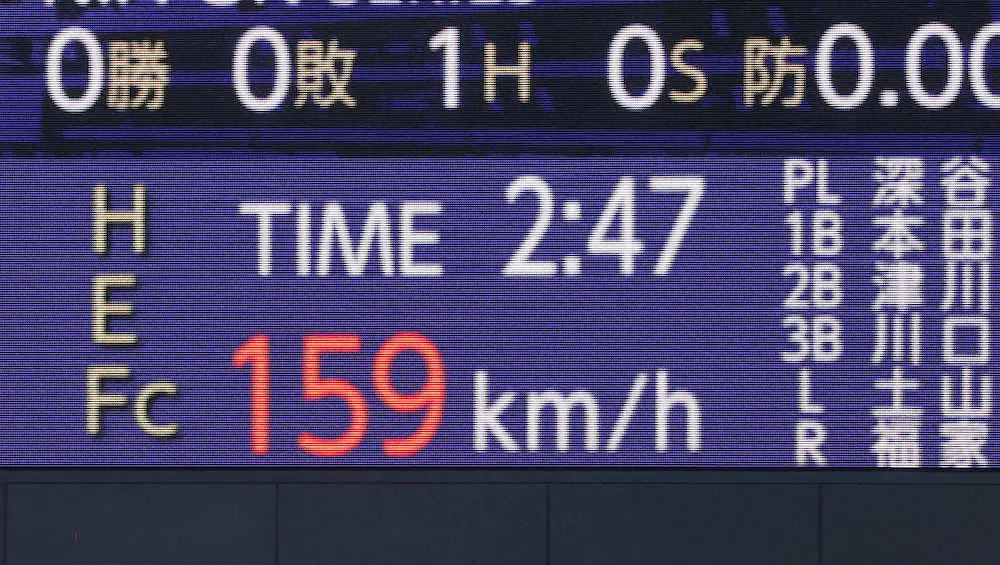 0勝 0敗 1H 0S 防0.00
H
E
Fc
TIME 2:47
159 km/h
PL 深谷
1B 本田
2B 津川
3B 川口
L 土山
R 福家